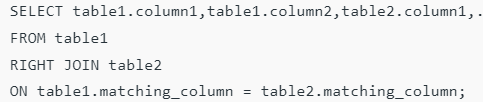 SELECT table1.column1,table1.column2,table2.column1,.
FROM table1
RIGHT JOIN table2
ON table1.matching_column = table2.matching_column;